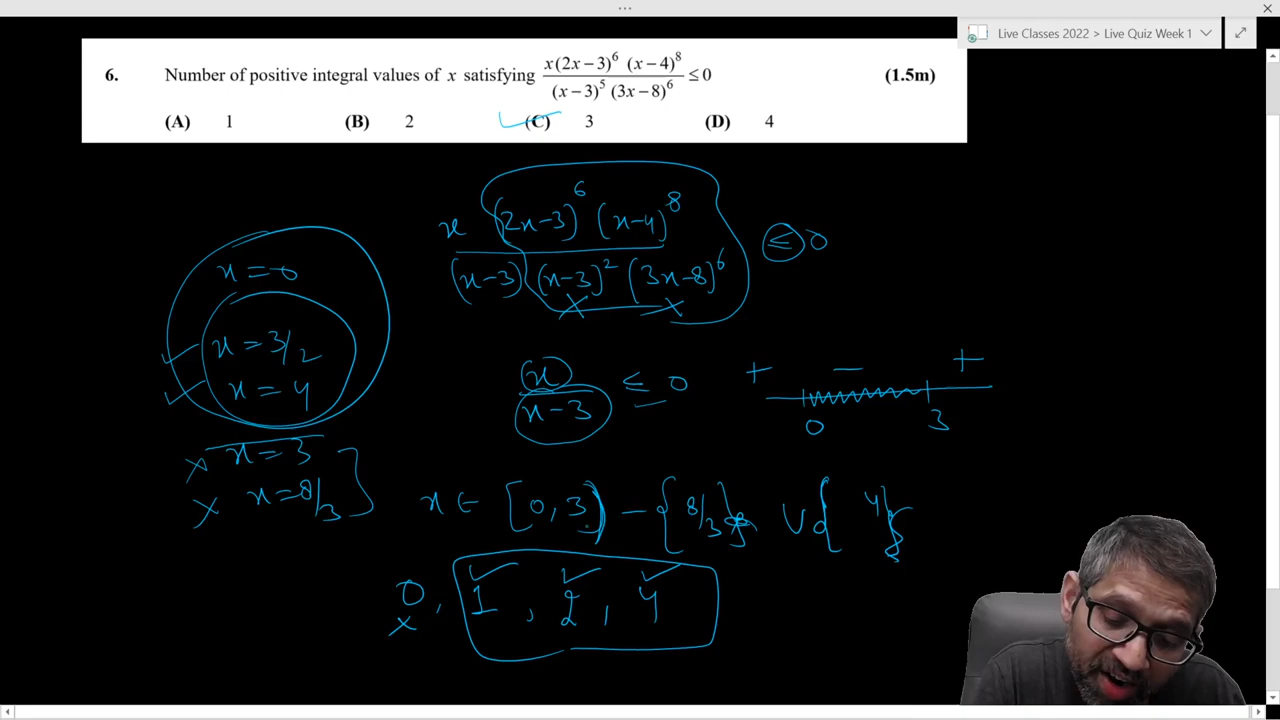 Live Classes 2022 > Live Quiz Week 1
6. Number of positive integral values of x satisfying x(2x−3)⁶ (x−4)⁸ / (x−3)⁵ (3x−8)⁶ ≤ 0 (1.5m)
(A) 1 (B) 2 (C) 3 (D) 4
x (2x−3)⁶ (x−4)⁸ / (x−3) (x−3)² (3x−8)⁶ ≤ 0
x = 0
x = 3/2
x = 4
x = 3
x = 8/3
x / x−3 ≤ 0
+ − +
0 3
x ∈ [0, 3) − {8/3} ∪ {4}
0, 1, 2, 4